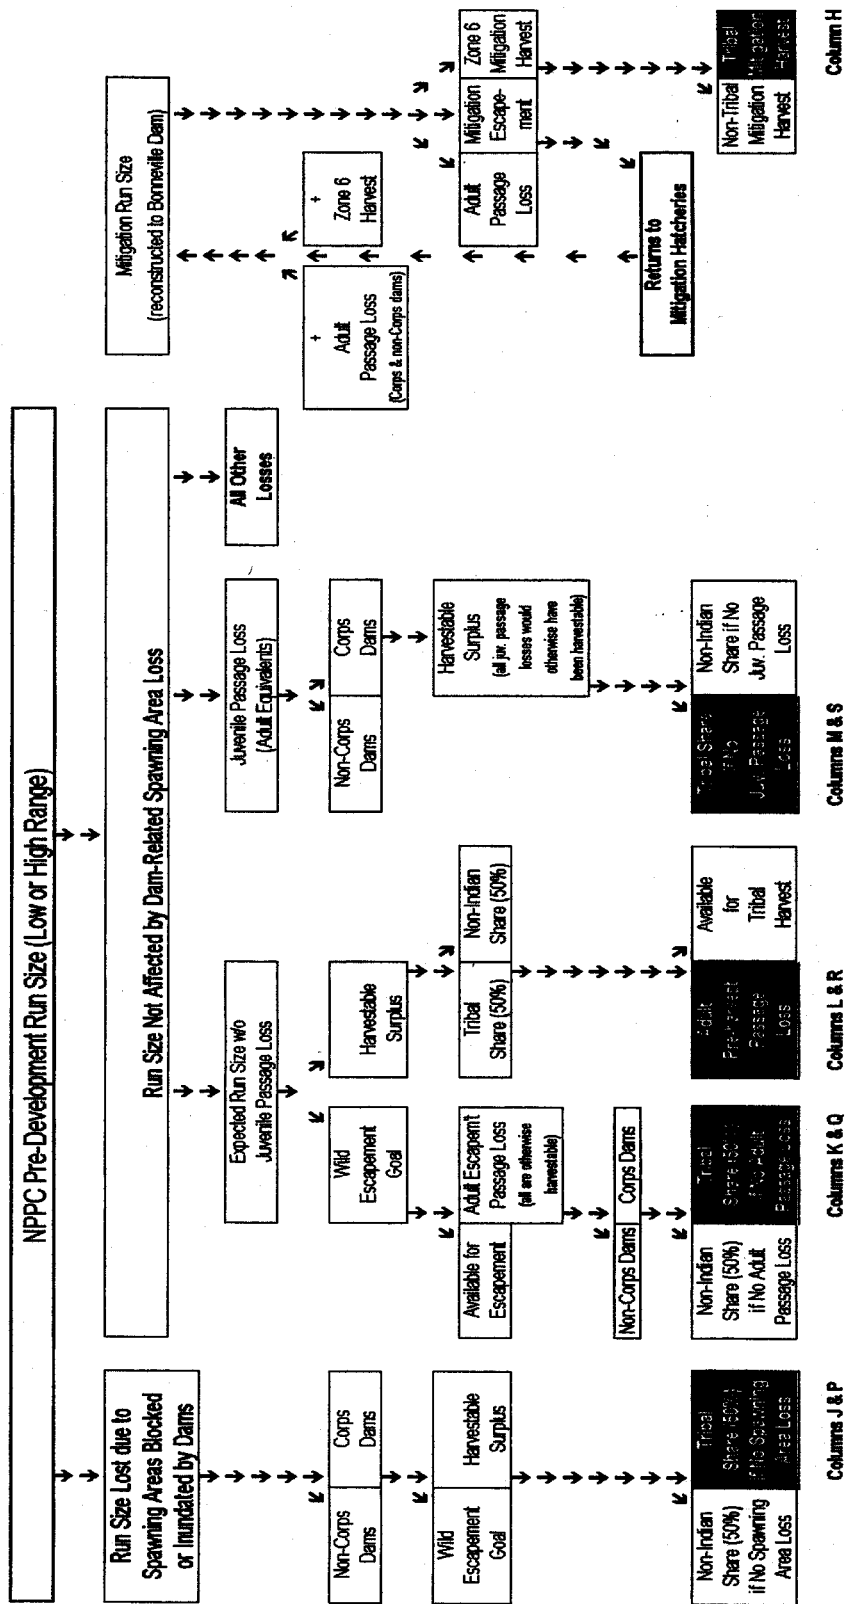 NPPC Pre-Development Run Size (Low or High Range)
Run Size Lost due to
Spawning Areas Blocked
or Inundated by Dams
Non-Corps
Dams
Corps
Dams
Wild
Escapement
Goal
Harvestable
Surplus
Non-Indian
Share (50%)
if No Spawning
Area Loss
Tribal
Share (50%)
if No Spawning
Area Loss
Columns J & P
Run Size Not Affected by Dam-Related Spawning Area Loss
Expected Run Size w/o
Juvenile Passage Loss
Wild
Escapement
Goal
Harvestable
Surplus
Available for
Escapement
Adult Escapem't
Passage Loss
(all are otherwise
harvestable)
Non-Corps Dams
Corps Dams
Non-Indian
Share (50%)
if No Adult
Passage Loss
Tribal
Share (50%)
if No Adult
Passage Loss
Columns K & Q
Tribal
Share (50%)
Non-Indian
Share (50%)
Adult
Pre-Harvest
Passage
Loss
Available
for
Tribal
Harvest
Columns L & R
Juvenile Passage Loss
(Adult Equivalents)
Non-Corps
Dams
Corps
Dams
Harvestable
Surplus
(all juv. passage
losses would
otherwise have
been harvestable)
Tribal Share
if No
Juv. Passage
Loss
Non-Indian
Share if No
Juv. Passage
Loss
Columns M & S
All Other
Losses
Mitigation Run Size
(reconstructed to Bonneville Dam)
+
Adult
Passage Loss
(Corps & non-Corps dams)
+
Zone 6
Harvest
Adult
Passage
Loss
Mitigation
Escape-
ment
Zone 6
Mitigation
Harvest
Returns to
Mitigation Hatcheries
Non-Tribal
Mitigation
Harvest
Tribal
Mitigation
Harvest
Column H